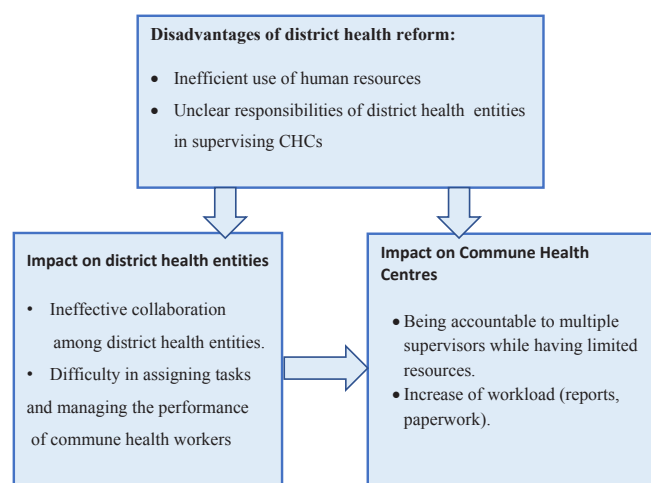 Disadvantages of district health reform:
• Inefficient use of human resources
• Unclear responsibilities of district health entities
in supervising CHCs
Impact on district health entities
• Ineffective collaboration
among district health entities.
• Difficulty in assigning tasks
and managing the performance
of commune health workers
Impact on Commune Health
Centres
• Being accountable to multiple
supervisors while having limited
resources.
• Increase of workload (reports,
paperwork).